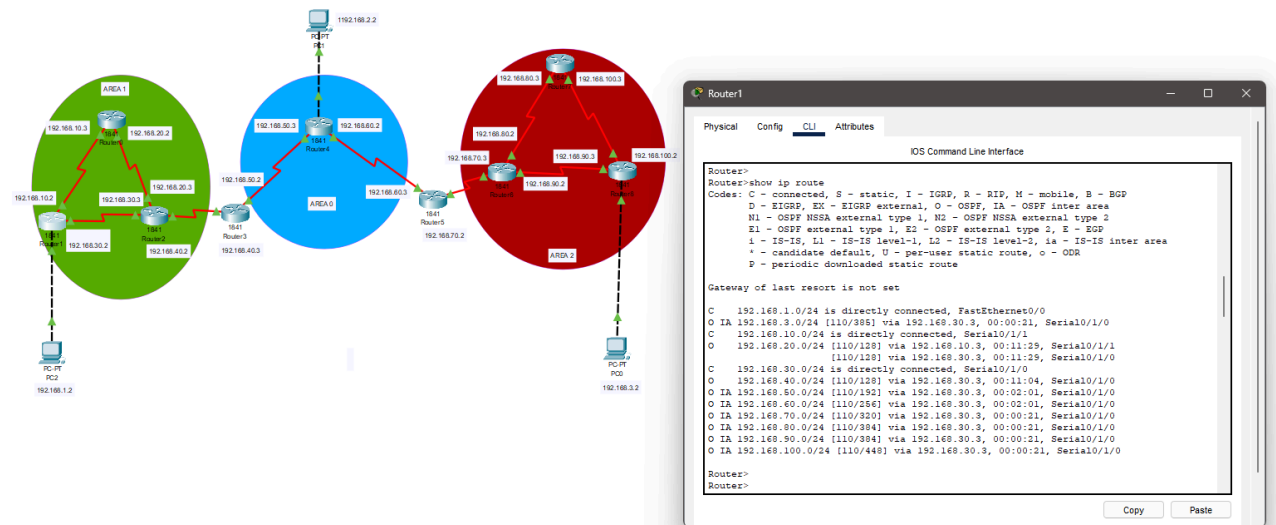 1192.168.2.2
PC-PT
PC1
AREA 1
192.168.10.3
192.168.20.2
1841
192.168.10.2
192.168.30.3
192.168.20.3
1841
Router1
192.168.30.2
1841
Router2
192.168.40.2
PC-PT
PC2
192.168.1.2
192.168.50.3
192.168.60.2
1841
Router4
192.168.50.2
1841
Router3
192.168.40.3
AREA 0
192.168.60.3
1841
Router5
192.168.70.2
192.168.80.3
192.168.100.3
192.168.80.2
192.168.70.3
192.168.90.3
192.168.100.2
1841
192.168.90.2
AREA 2
PC-PT
PC0
192.168.3.2
Router1
Physical Config CLI Attributes
IOS Command Line Interface
Router>
Router>show ip route
Codes: C - connected, S - static, I - IGRP, R - RIP, M - mobile, B - BGP
D - EIGRP, EX - EIGRP external, O - OSPF, IA - OSPF inter area
N1 - OSPF NSSA external type 1, N2 - OSPF NSSA external type 2
E1 - OSPF external type 1, E2 - OSPF external type 2, E - EGP
i - IS-IS, L1 - IS-IS level-1, L2 - IS-IS level-2, ia - IS-IS inter area
* - candidate default, U - per-user static route, o - ODR
P - periodic downloaded static route
Gateway of last resort is not set
C 192.168.1.0/24 is directly connected, FastEthernet0/0
O IA 192.168.3.0/24 [110/385] via 192.168.30.3, 00:00:21, Serial0/1/0
C 192.168.10.0/24 is directly connected, Serial0/1/1
O 192.168.20.0/24 [110/128] via 192.168.10.3, 00:11:29, Serial0/1/1
[110/128] via 192.168.30.3, 00:11:29, Serial0/1/0
C 192.168.30.0/24 is directly connected, Serial0/1/0
O 192.168.40.0/24 [110/128] via 192.168.30.3, 00:11:04, Serial0/1/0
O IA 192.168.50.0/24 [110/192] via 192.168.30.3, 00:02:01, Serial0/1/0
O IA 192.168.60.0/24 [110/256] via 192.168.30.3, 00:02:01, Serial0/1/0
O IA 192.168.70.0/24 [110/320] via 192.168.30.3, 00:00:21, Serial0/1/0
O IA 192.168.80.0/24 [110/384] via 192.168.30.3, 00:00:21, Serial0/1/0
O IA 192.168.90.0/24 [110/384] via 192.168.30.3, 00:00:21, Serial0/1/0
O IA 192.168.100.0/24 [110/448] via 192.168.30.3, 00:00:21, Serial0/1/0
Router>
Router>
Copy Paste